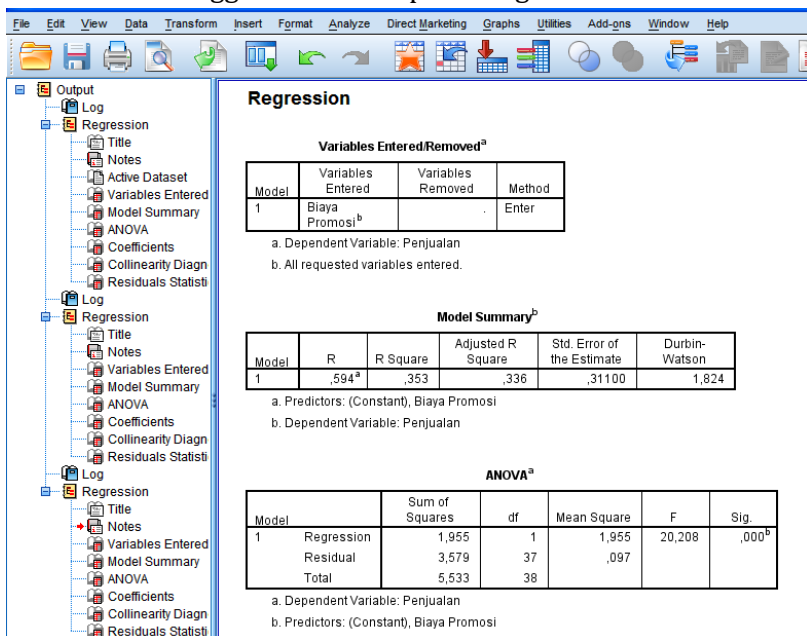 File Edit View Data Transform Insert Format Analyze Direct Marketing Graphs Utilities Add-ons Window Help
Output
Log
Regression
Title
Notes
Active Dataset
Variables Entered
Model Summary
ANOVA
Coefficients
Collinearity Diagn
Residuals Statisti
Log
Regression
Title
Notes
Variables Entered
Model Summary
ANOVA
Coefficients
Collinearity Diagn
Residuals Statisti
Log
Regression
Title
Notes
Variables Entered
Model Summary
ANOVA
Coefficients
Collinearity Diagn
Residuals Statisti
Regression
Variables Entered/Removedᵃ
Model Variables Entered Variables Removed Method
1 Biaya Promosiᵇ . Enter
a. Dependent Variable: Penjualan
b. All requested variables entered.
Model Summaryᵇ
Model R R Square Adjusted R Square Std. Error of the Estimate Durbin-Watson
1 ,594ᵃ ,353 ,336 ,31100 1,824
a. Predictors: (Constant), Biaya Promosi
b. Dependent Variable: Penjualan
ANOVAᵃ
Model Sum of Squares df Mean Square F Sig.
1 Regression 1,955 1 1,955 20,208 ,000ᵇ
Residual 3,579 37 ,097
Total 5,533 38
a. Dependent Variable: Penjualan
b. Predictors: (Constant), Biaya Promosi